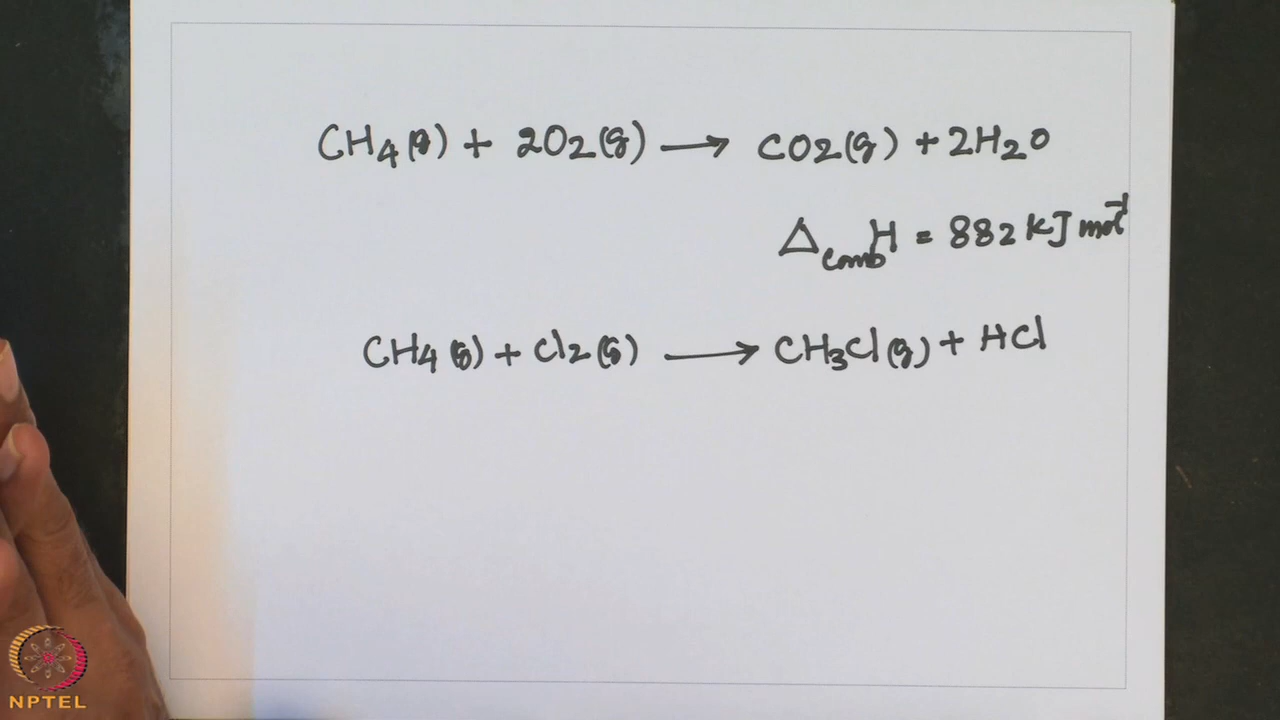 CH4(g) + 2O2(g) → CO2(g) + 2H2O
ΔcombH = 882 kJ mol-1
CH4(g) + Cl2(g) → CH3Cl(g) + HCl
NPTEL